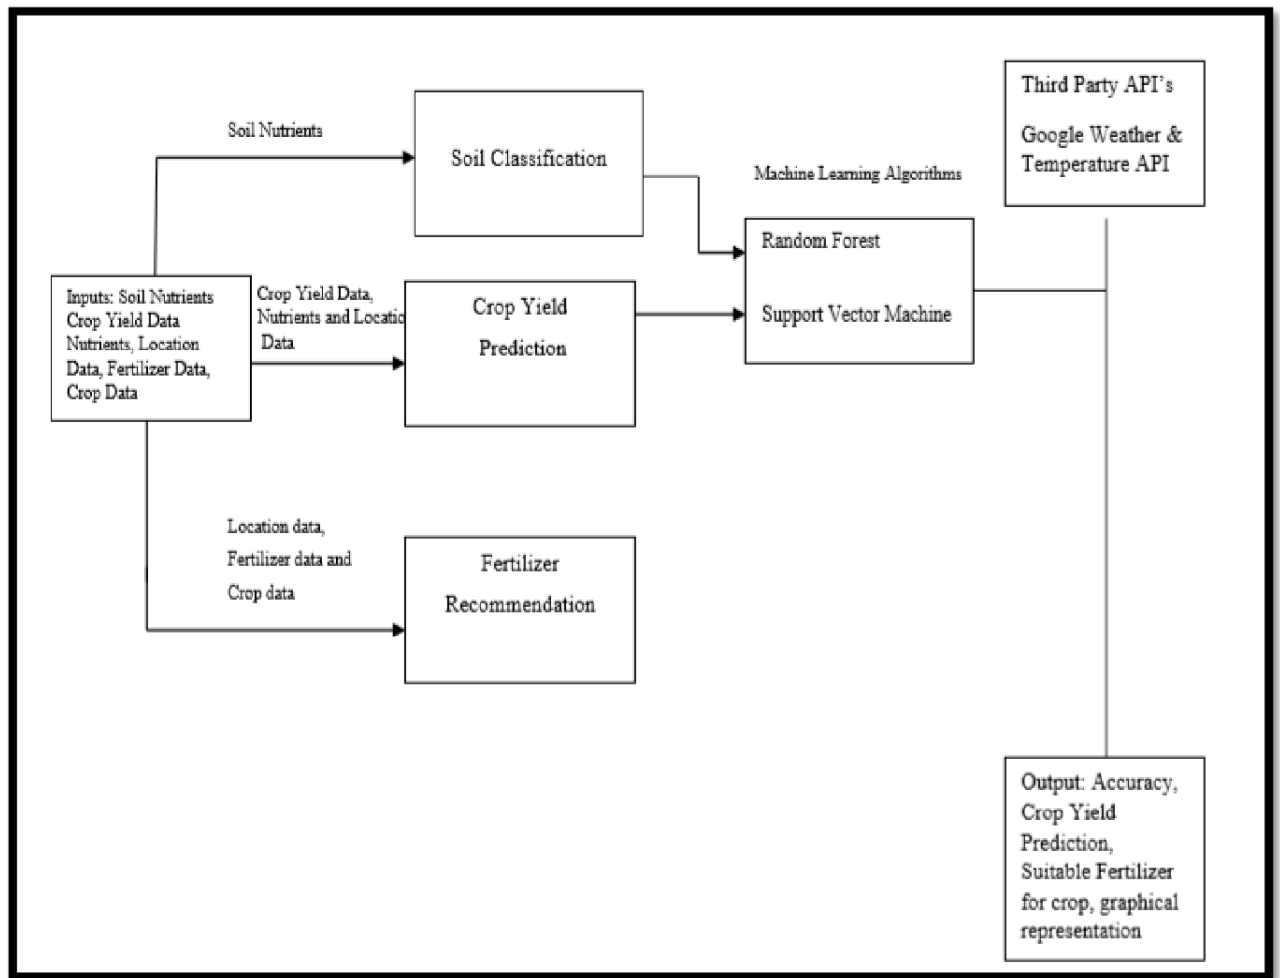 Soil Nutrients
Soil Classification
Third Party API's
Google Weather &
Temperature API
Machine Learning Algorithms
Random Forest
Support Vector Machine
Inputs: Soil Nutrients
Crop Yield Data
Nutrients, Location
Data, Fertilizer Data,
Crop Data
Crop Yield Data,
Nutrients and Locatio
Data
Crop Yield
Prediction
Location data,
Fertilizer data and
Crop data
Fertilizer
Recommendation
Output: Accuracy,
Crop Yield
Prediction,
Suitable Fertilizer
for crop, graphical
representation